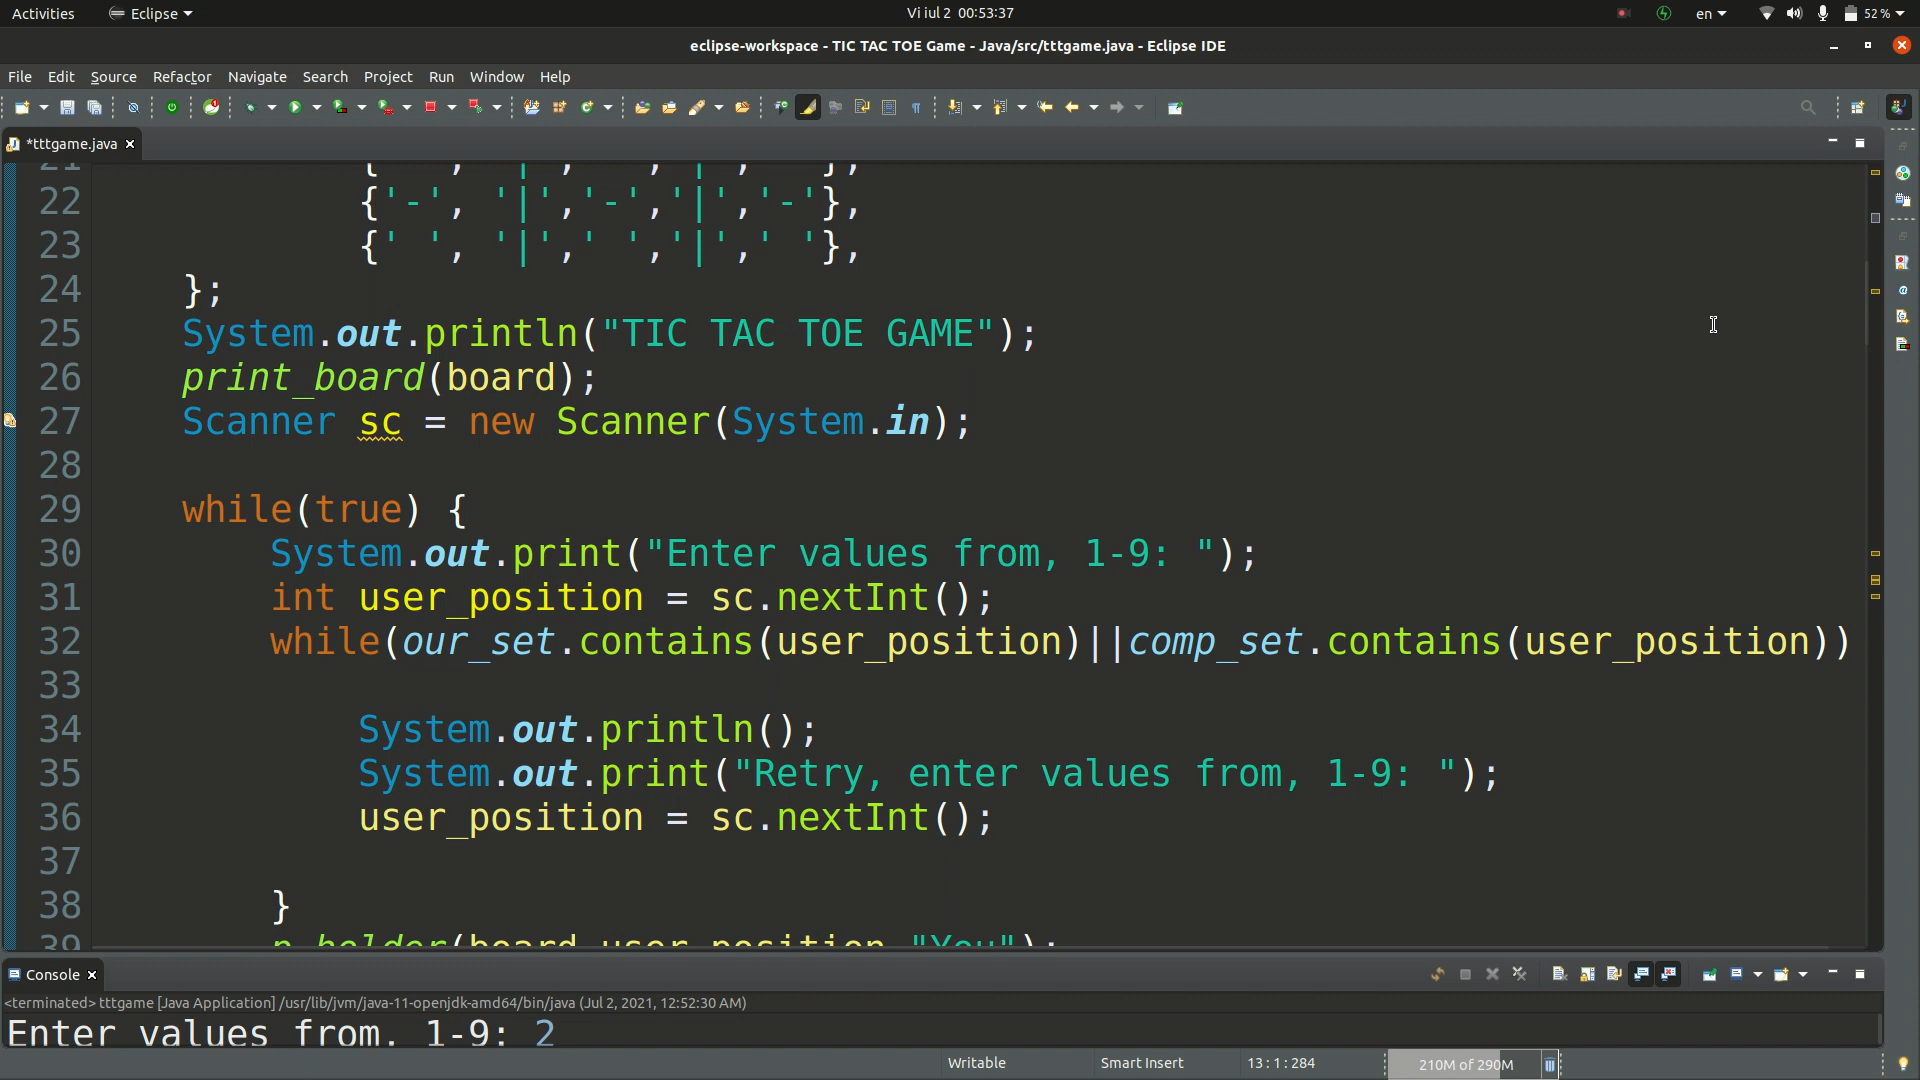 Activities Eclipse Vi iul 2 00:53:37 en 52 %
eclipse-workspace - TIC TAC TOE Game - Java/src/tttgame.java - Eclipse IDE
File Edit Source Refactor Navigate Search Project Run Window Help
*tttgame.java
21
22 {'-', '|','-','|','-'},
23 {' ', '|',' ','|',' '},
24 };
25 System.out.println("TIC TAC TOE GAME");
26 print_board(board);
27 Scanner sc = new Scanner(System.in);
28
29 while(true) {
30 System.out.print("Enter values from, 1-9: ");
31 int user_position = sc.nextInt();
32 while(our_set.contains(user_position)||comp_set.contains(user_position))
33
34 System.out.println();
35 System.out.print("Retry, enter values from, 1-9: ");
36 user_position = sc.nextInt();
37
38 }
39 p_holder(board,user_position,"You");
Console
<terminated> tttgame [Java Application] /usr/lib/jvm/java-11-openjdk-amd64/bin/java (Jul 2, 2021, 12:52:30 AM)
Enter values from, 1-9: 2
Writable Smart Insert 13 : 1 : 284 210M of 290M